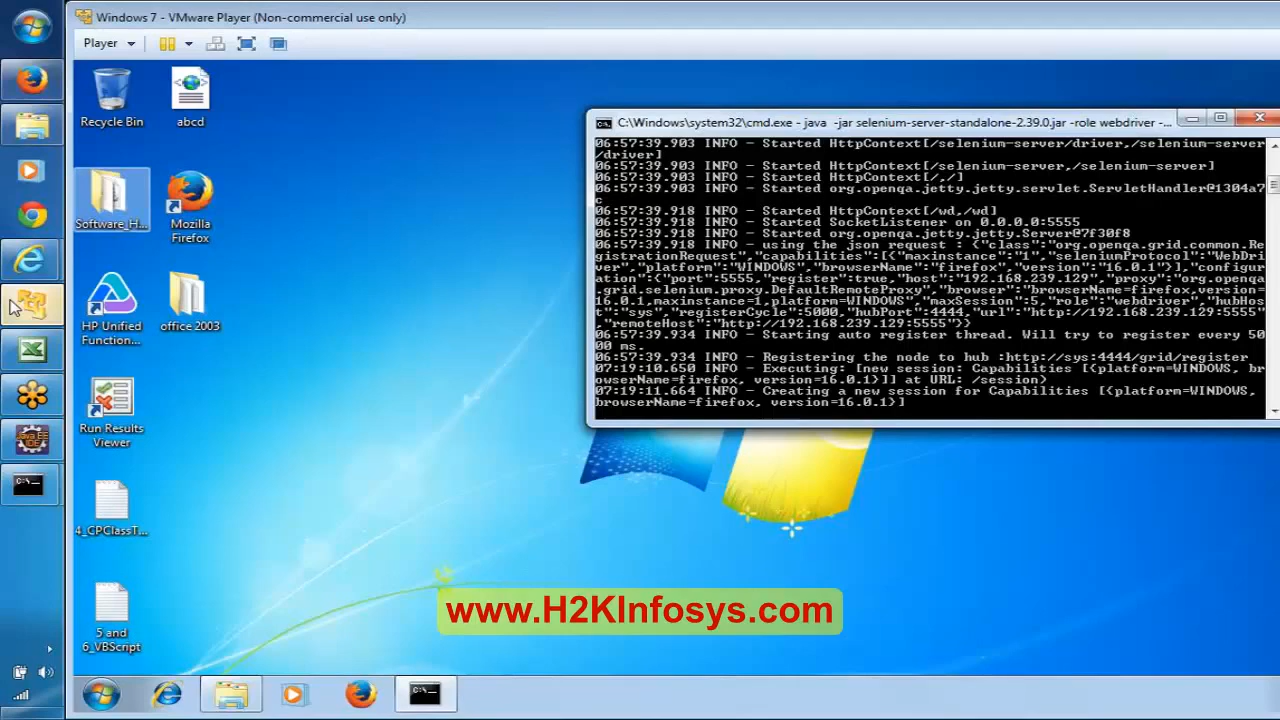 Windows 7 - VMware Player (Non-commercial use only)
Player
Recycle Bin
abcd
Software_H...
Mozilla
Firefox
HP Unified
Function...
office 2003
Run Results
Viewer
4_CPClassT...
5 and
6_VBScript
C:\Windows\system32\cmd.exe - java -jar selenium-server-standalone-2.39.0.jar -role webdriver -...
06:57:39.903 INFO - Started HttpContext[/selenium-server/driver,/selenium-server
/driver]
06:57:39.903 INFO - Started HttpContext[/selenium-server,/selenium-server]
06:57:39.903 INFO - Started HttpContext[/,/]
06:57:39.903 INFO - Started org.openqa.jetty.jetty.servlet.ServletHandler@1304a7
c
06:57:39.918 INFO - Started HttpContext[/wd,/wd]
06:57:39.918 INFO - Started SocketListener on 0.0.0.0:5555
06:57:39.918 INFO - Started org.openqa.jetty.jetty.Server@7f30f8
06:57:39.918 INFO - using the json request : {"class":"org.openqa.grid.common.Re
gistrationRequest","capabilities":[{"maxinstance":"1","seleniumProtocol":"WebDri
ver","platform":"WINDOWS","browserName":"firefox","version":"16.0.1"}],"configur
ation":{"port":5555,"register":true,"host":"192.168.239.129","proxy":"org.openqa
.grid.selenium.proxy.DefaultRemoteProxy","browser":"browserName=firefox,version=
16.0.1,maxinstance=1,platform=WINDOWS","maxSession":5,"role":"webdriver","hubHos
t":"sys","registerCycle":5000,"hubPort":4444,"url":"http://192.168.239.129:5555"
,"remoteHost":"http://192.168.239.129:5555"}}
06:57:39.934 INFO - Starting auto register thread. Will try to register every 50
00 ms.
06:57:39.934 INFO - Registering the node to hub :http://sys:4444/grid/register
07:19:10.650 INFO - Executing: [new session: Capabilities [{platform=WINDOWS, br
owserName=firefox, version=16.0.1}]] at URL: /session)
07:19:11.664 INFO - Creating a new session for Capabilities [{platform=WINDOWS,
browserName=firefox, version=16.0.1}]
www.H2KInfosys.com